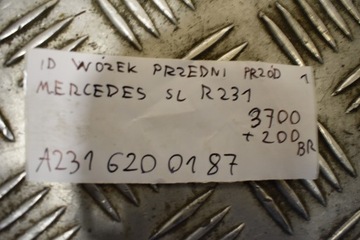 ID WÓZEK PRZEDNI PRZÓD 1
MERCEDES SL R231
3700
+ 200
BR
A231 620 01 87